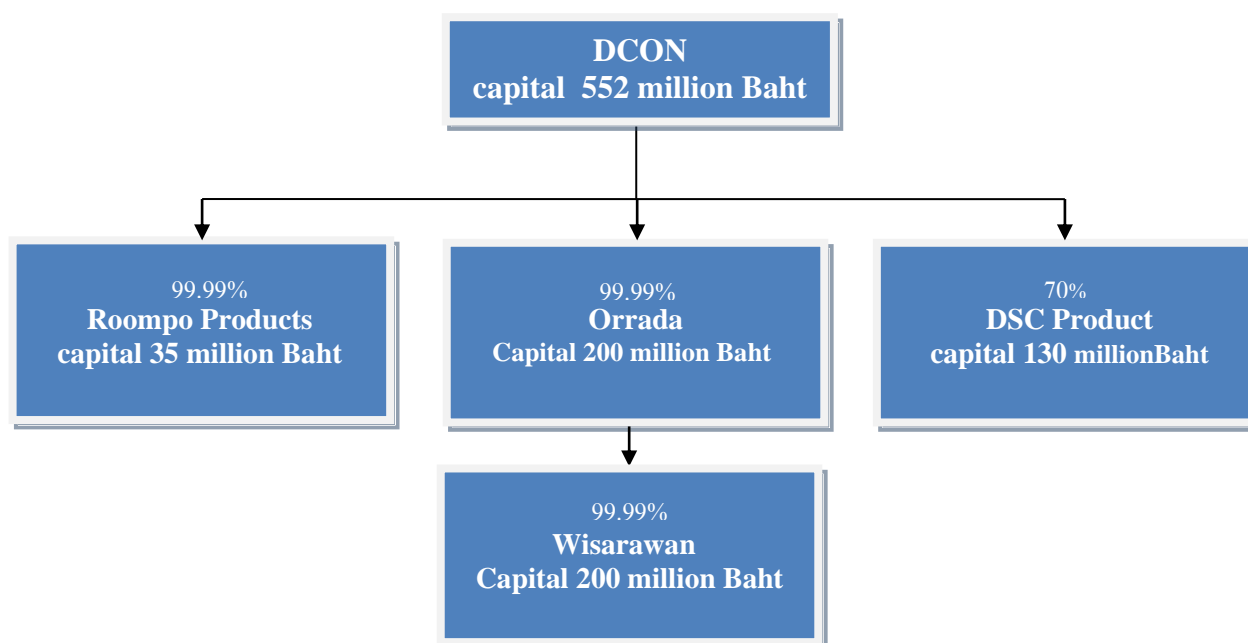 DCON
capital 552 million Baht
99.99%
Roompo Products
capital 35 million Baht
99.99%
Orrada
Capital 200 million Baht
70%
DSC Product
capital 130 millionBaht
99.99%
Wisarawan
Capital 200 million Baht